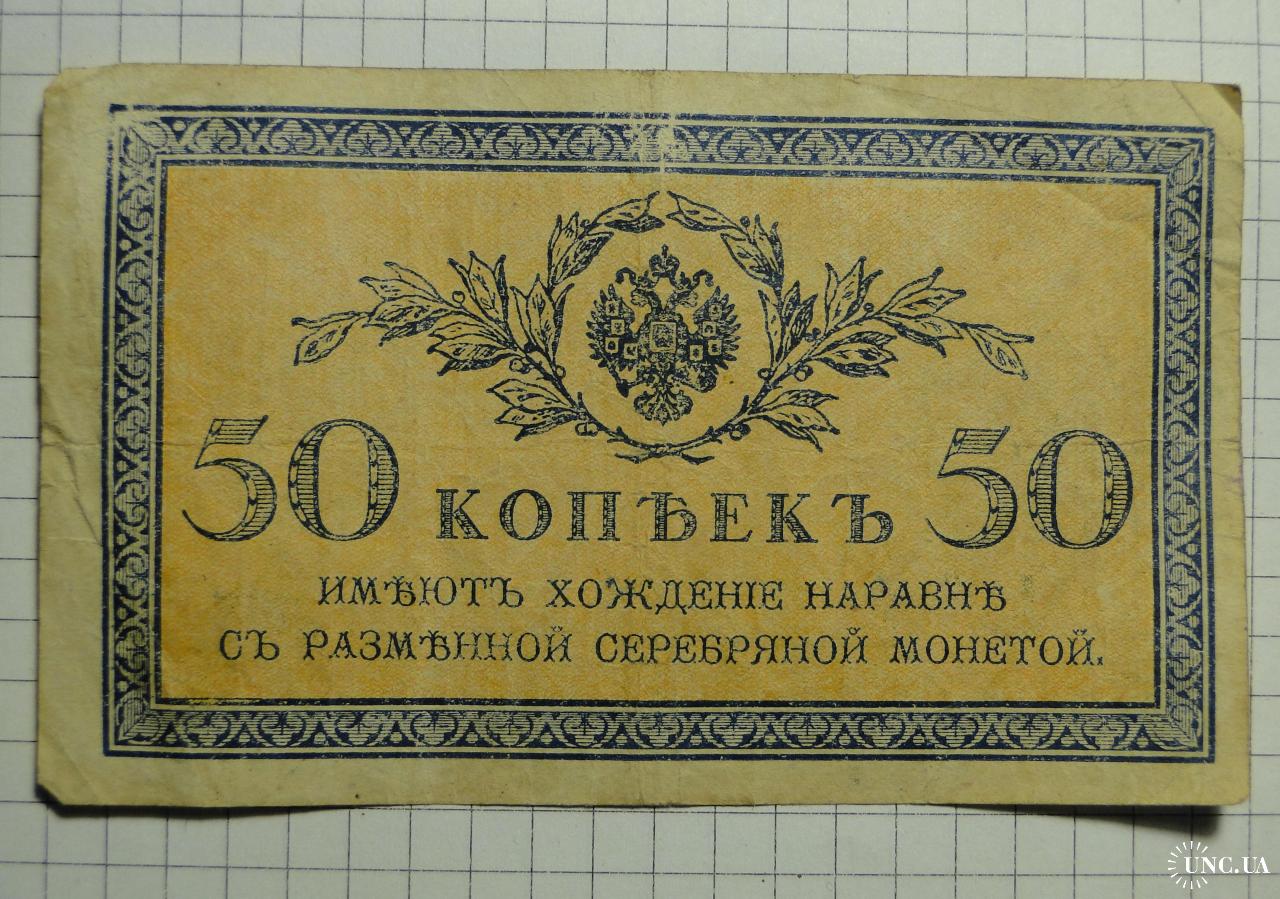 50 КОПѢЕКЪ 50
ИМѢЮТЪ ХОЖДЕНІЕ НАРАВНѢ
СЪ РАЗМѢННОЙ СЕРЕБРЯНОЙ МОНЕТОЙ.
UNC.UA